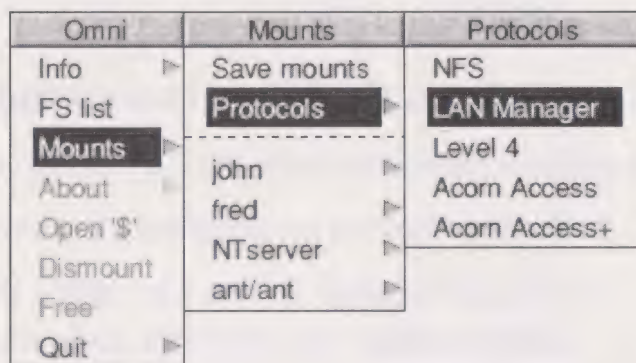 Omni
Info
FS list
Mounts
About
Open '$'
Dismount
Free
Quit
Mounts
Save mounts
Protocols
john
fred
NTserver
ant/ant
Protocols
NFS
LAN Manager
Level 4
Acorn Access
Acorn Access+